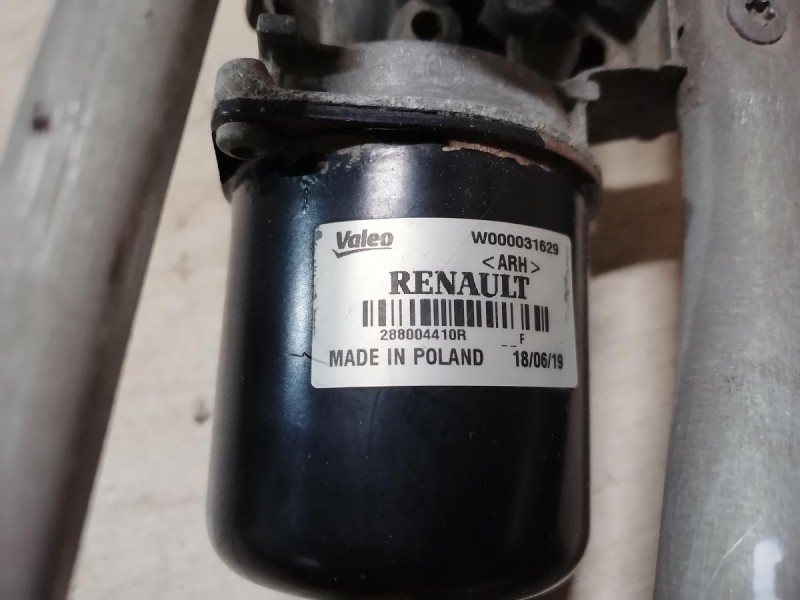 Valeo W000031629
<ARH>
RENAULT
288004410R _ _ F
MADE IN POLAND 18/06/19